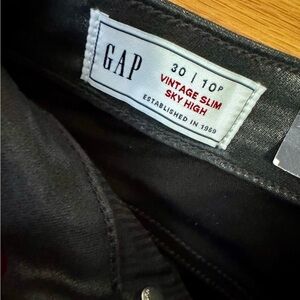 GAP
30 | 10P
VINTAGE SLIM
SKY HIGH
ESTABLISHED IN 1969